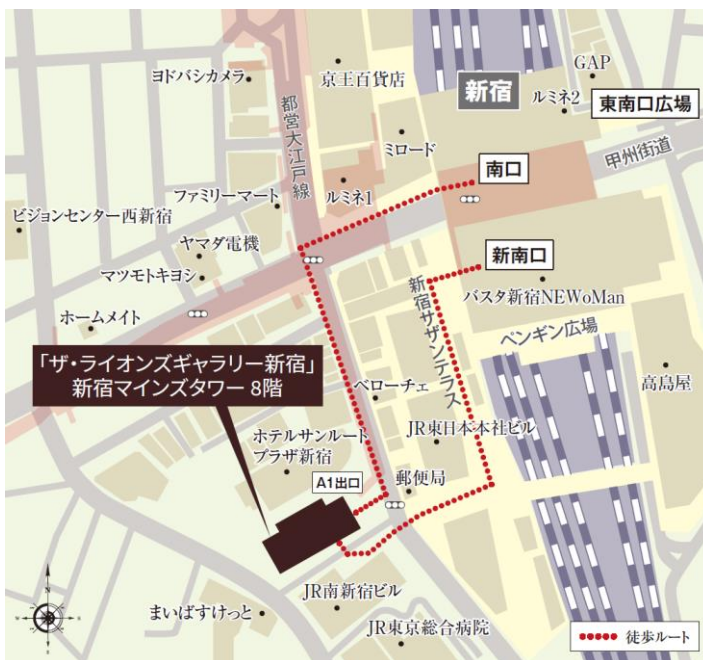 ヨドバシカメラ
京王百貨店
新宿
GAP
ルミネ2
東南口広場
都営大江戸線
ミロード
甲州街道
南口
ファミリーマート
ルミネ1
ビジョンセンター西新宿
ヤマダ電機
新南口
マツモトキヨシ
新宿サザンテラス
バスタ新宿NEWoMan
ホームメイト
ペンギン広場
「ザ・ライオンズギャラリー新宿」
新宿マインズタワー 8階
ベローチェ
高島屋
ホテルサンルート
プラザ新宿
JR東日本本社ビル
A1出口
郵便局
N
W
E
S
JR南新宿ビル
まいばすけっと
JR東京総合病院
徒歩ルート